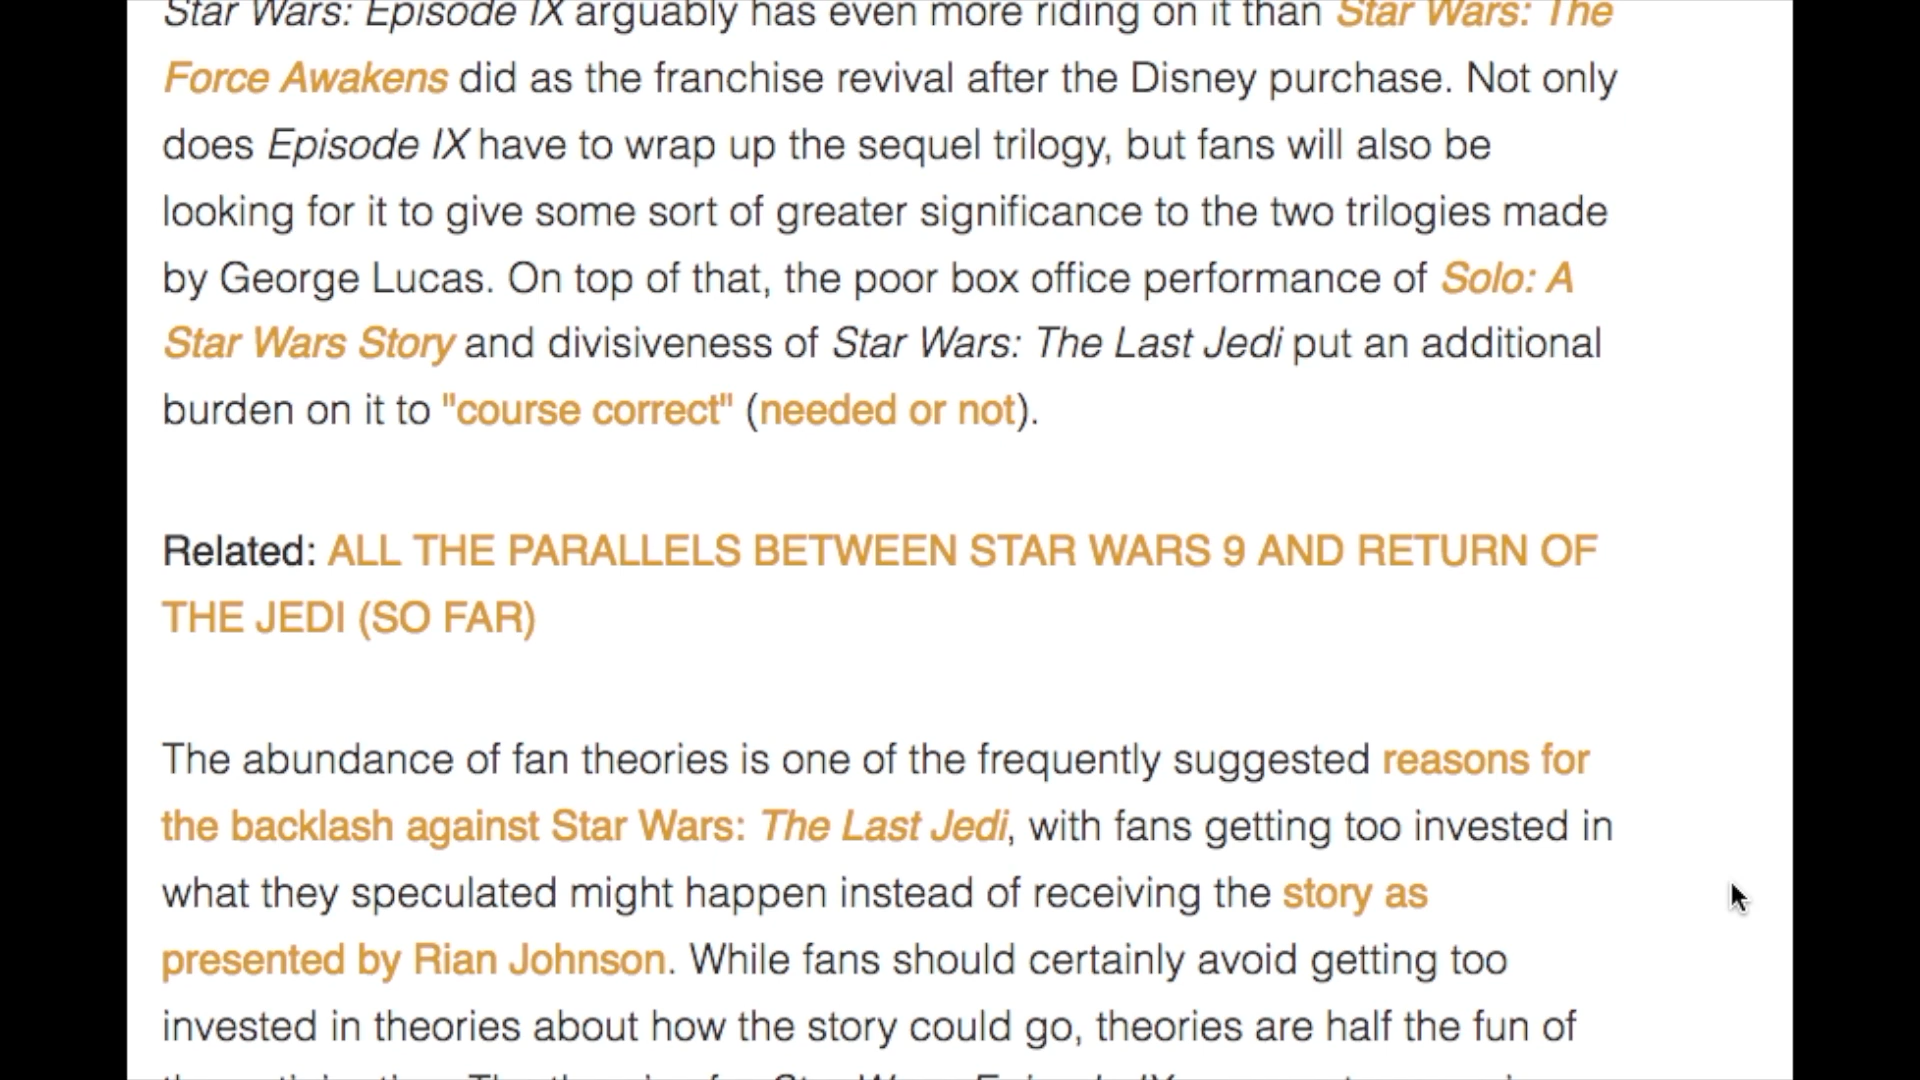 Star Wars: Episode IX arguably has even more riding on it than Star Wars: The
Force Awakens did as the franchise revival after the Disney purchase. Not only
does Episode IX have to wrap up the sequel trilogy, but fans will also be
looking for it to give some sort of greater significance to the two trilogies made
by George Lucas. On top of that, the poor box office performance of Solo: A
Star Wars Story and divisiveness of Star Wars: The Last Jedi put an additional
burden on it to "course correct" (needed or not).
Related: ALL THE PARALLELS BETWEEN STAR WARS 9 AND RETURN OF
THE JEDI (SO FAR)
The abundance of fan theories is one of the frequently suggested reasons for
the backlash against Star Wars: The Last Jedi, with fans getting too invested in
what they speculated might happen instead of receiving the story as
presented by Rian Johnson. While fans should certainly avoid getting too
invested in theories about how the story could go, theories are half the fun of